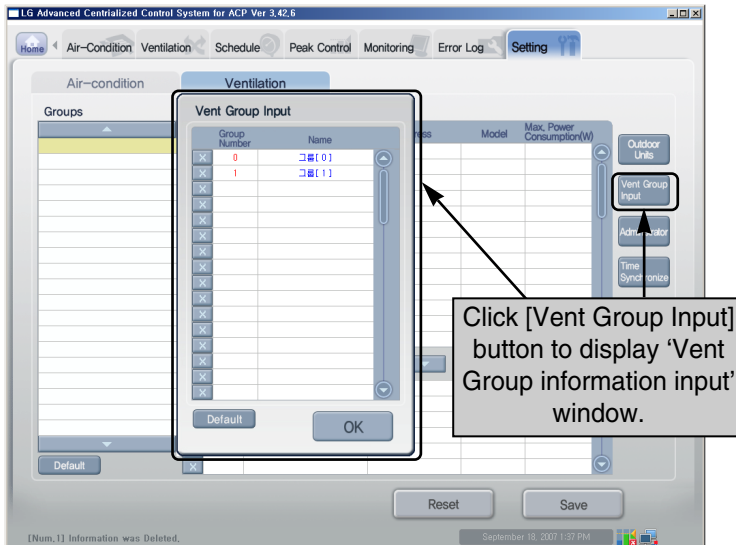 LG Advanced Centrialized Control System for ACP Ver 3,42,6
Home Air-Condition Ventilation Schedule Peak Control Monitoring Error Log Setting
Air-condition Ventilation
Groups
Vent Group Input
Group Number Name
X 0 그룹[ 0 ]
X 1 그룹[ 1 ]
X
X
X
X
X
X
X
X
X
X
X
X
X
X
Default OK
Model Max, Power Consumption(W)
Outdoor Units
Vent Group Input
Time
Click [Vent Group Input]
button to display ‘Vent
Group information input’
window.
Default X
Reset Save
[Num,1] Information was Deleted,
September 18, 2007 1:37 PM